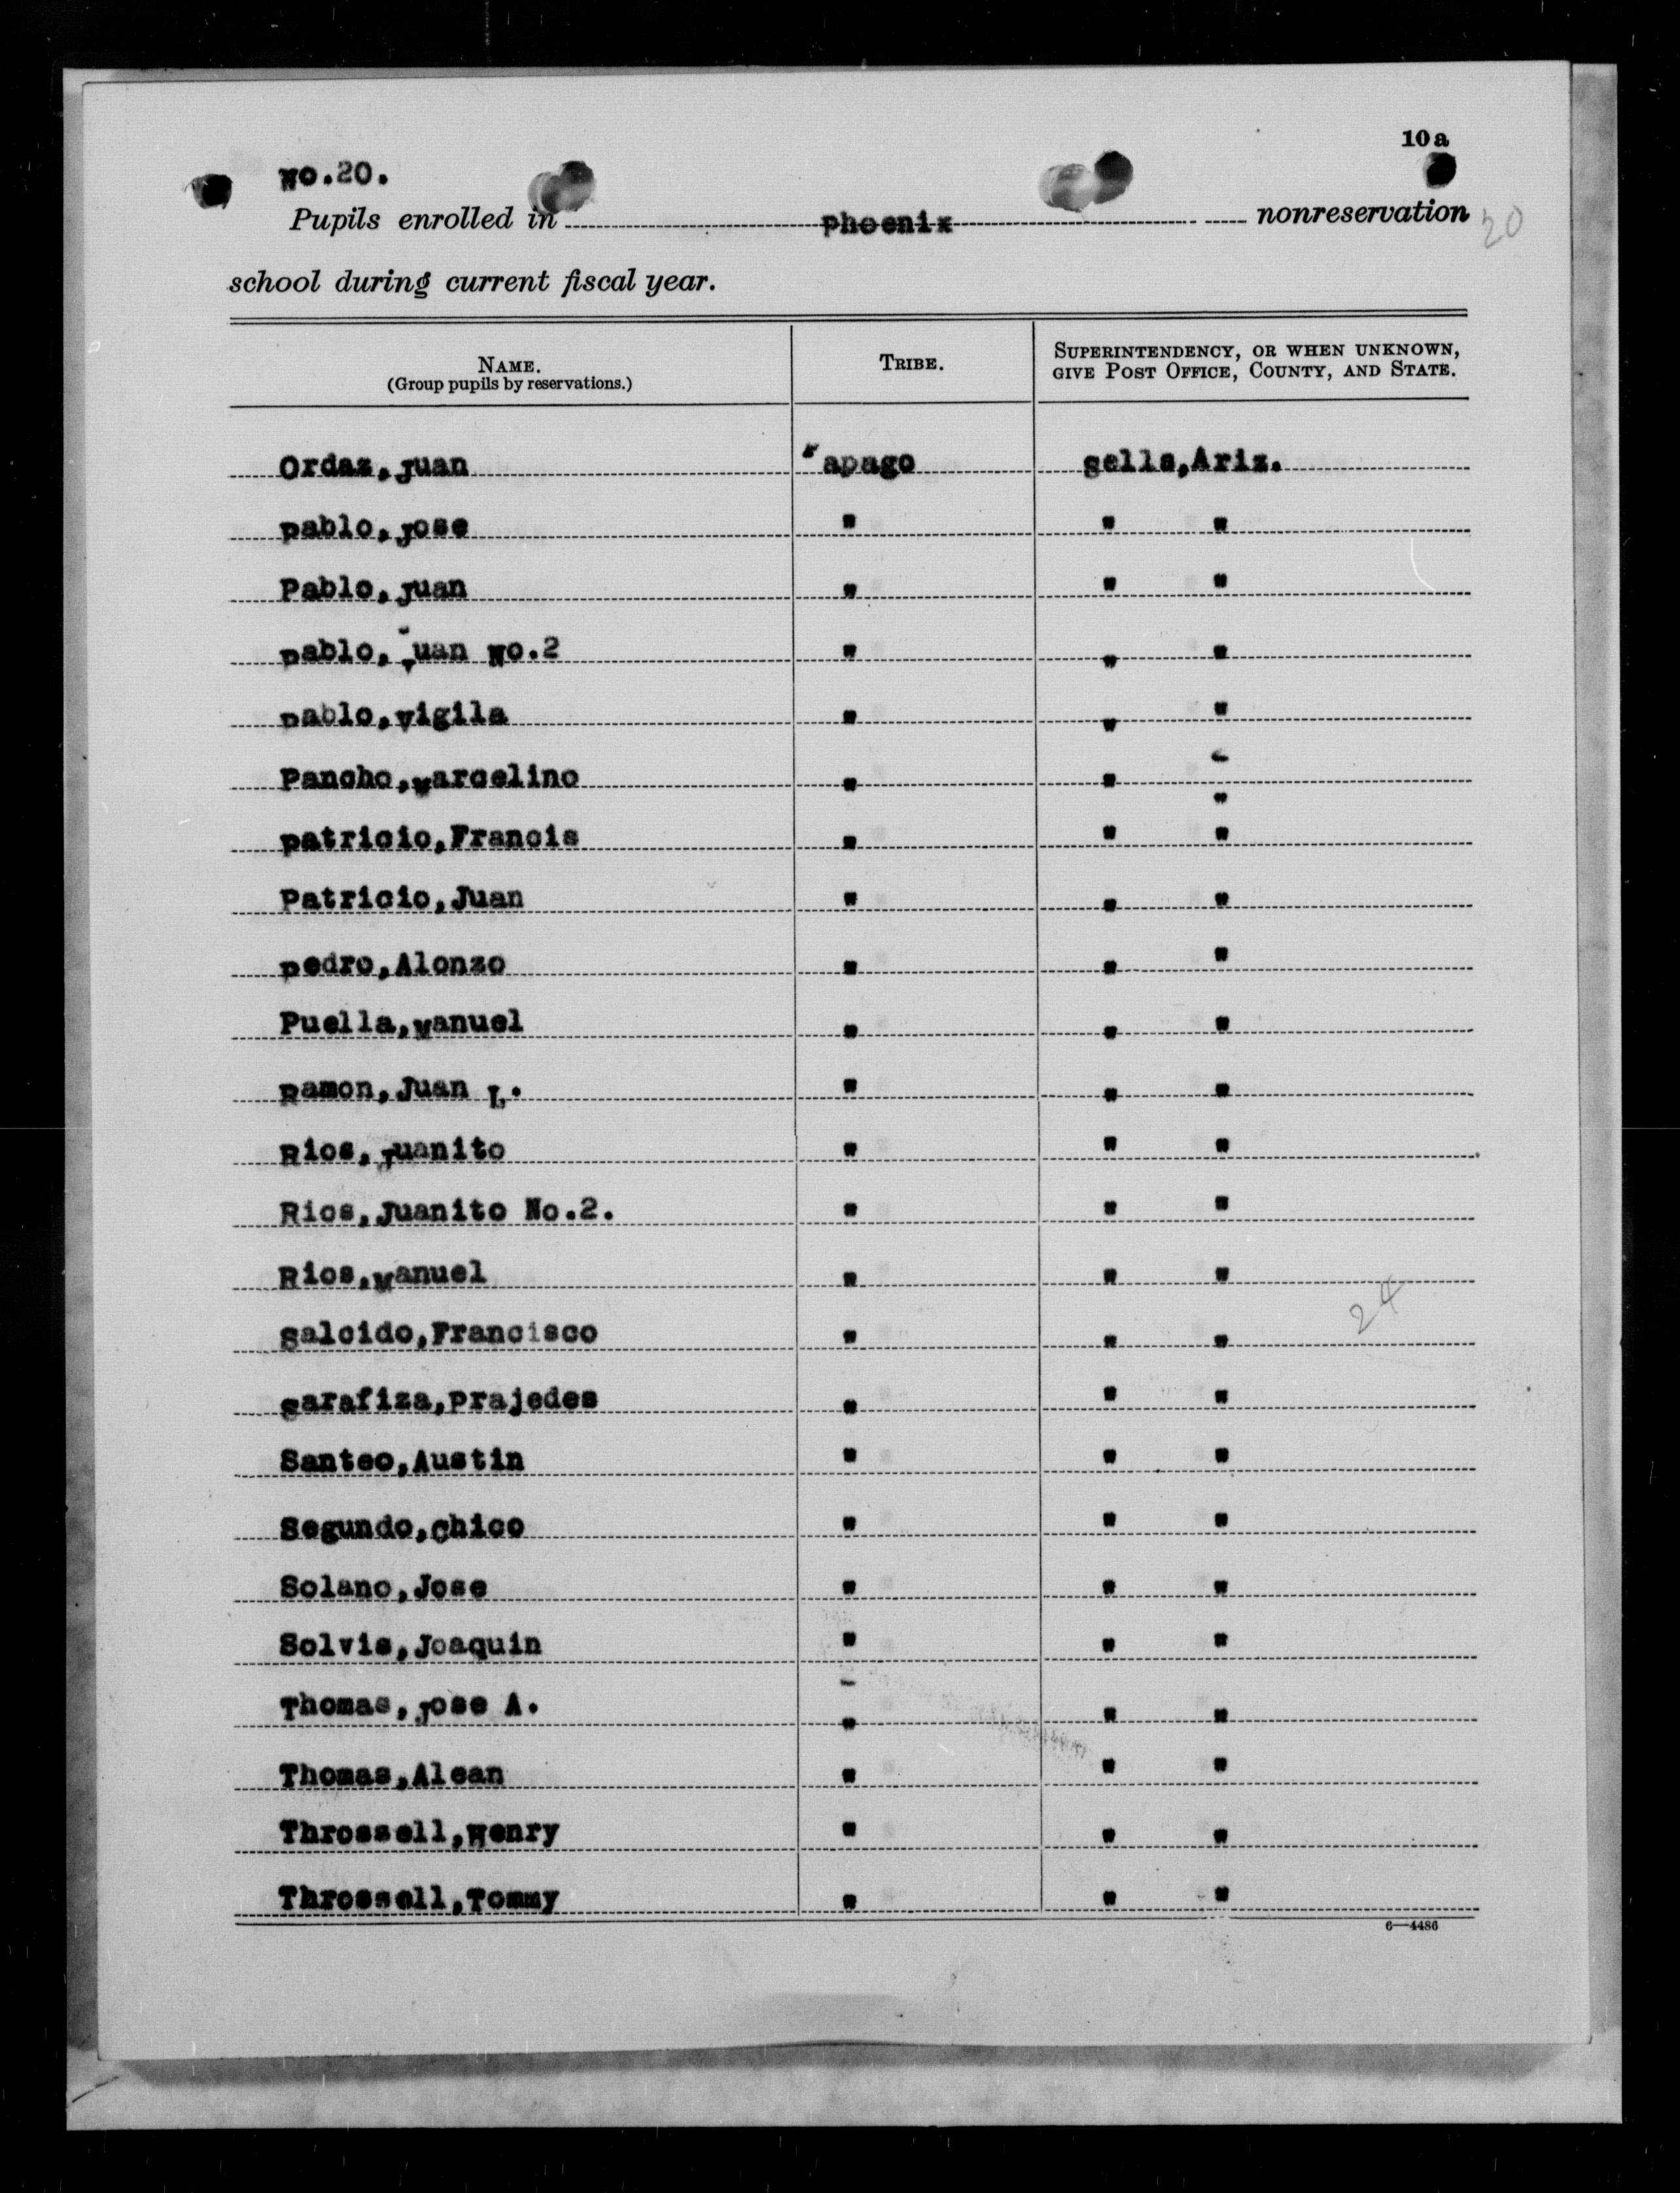 10a
No.20.
Pupils enrolled in Phoenix nonreservation 20
school during current fiscal year.
NAME. TRIBE. SUPERINTENDENCY, OR WHEN UNKNOWN,
(Group pupils by reservations.) GIVE POST OFFICE, COUNTY, AND STATE.
Ordaz,Juan Papago Sells,Ariz.
Pablo,Jose " " "
Pablo,Juan " " "
Pablo,Juan No.2 " " "
Pablo,Vigila " " "
Pancho,Marcelino " " "
Patricio,Francis " " "
Patricio,Juan " " "
Pedro,Alonzo " " "
Puella,Manuel " " "
Ramon,Juan L. " " "
Rios,Juanito " " "
Rios,Juanito No.2. " " "
Rios,Manuel " " "
24
Salcido,Francisco " " "
Sarafiza,Prajedes " " "
Santeo,Austin " " "
Segundo,Chico " " "
Solano,Jose " " "
Solvis,Joaquin " " "
Thomas,Jose A. " " "
Thomas,Alean " " "
Throssell,Henry " " "
Throssell,Tommy " " "
6—4486